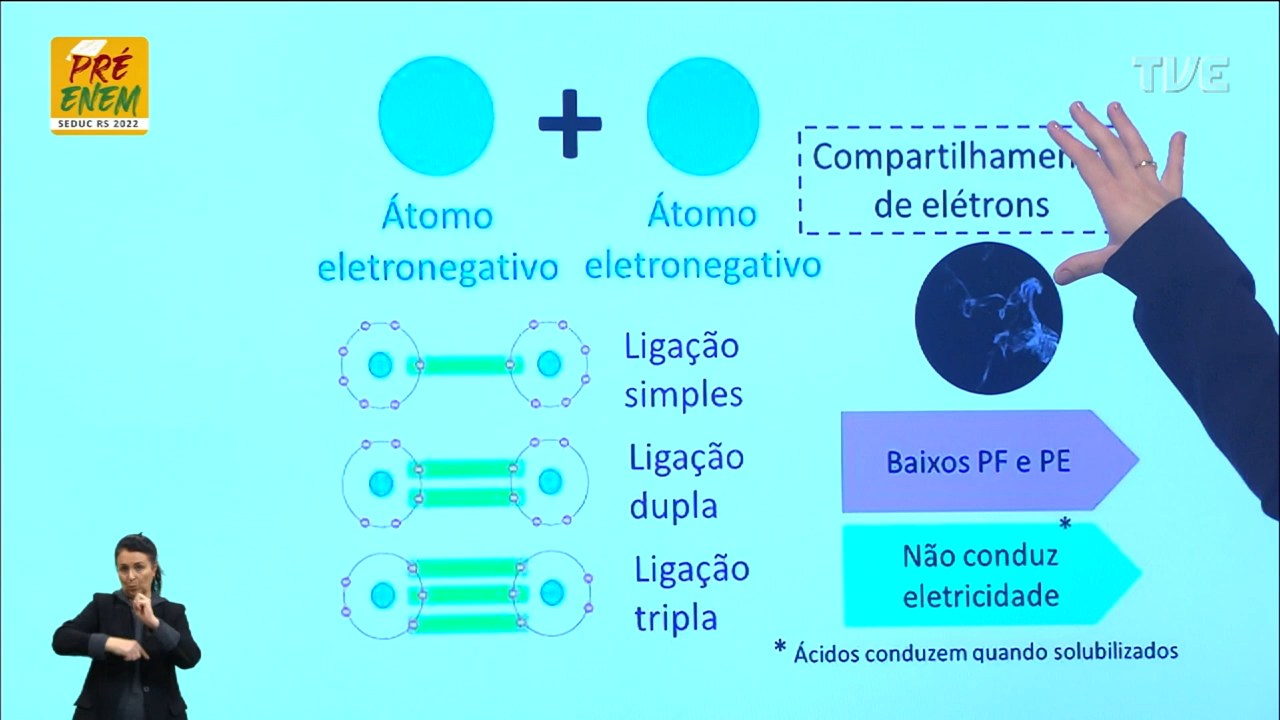 PRÉ
ENEM
SEDUC RS 2022
TVE
+
Átomo
eletronegativo
Átomo
eletronegativo
de elétrons
Ligação
simples
Ligação
dupla
Ligação
tripla
Baixos PF e PE
*
Não conduz
eletricidade
* Ácidos conduzem quando solubilizados